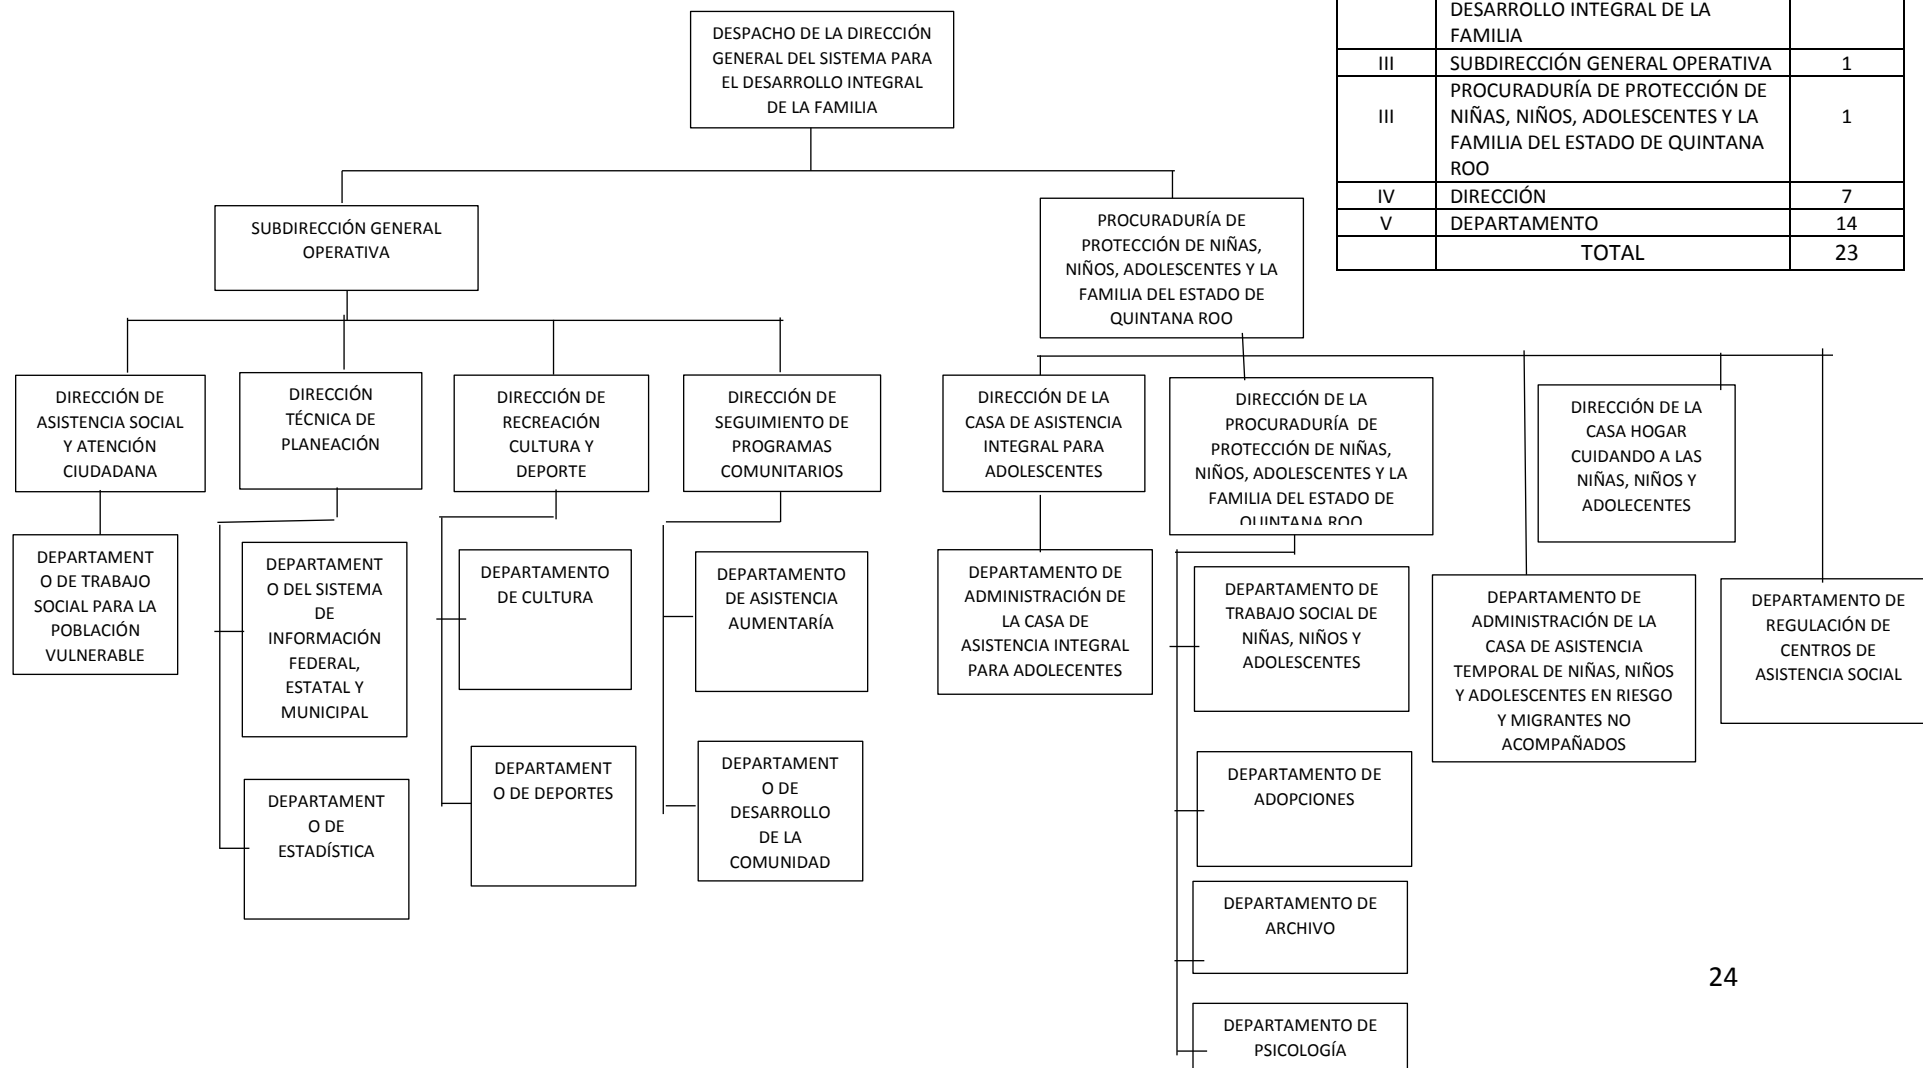 DESPACHO DE LA DIRECCIÓN
GENERAL DEL SISTEMA PARA
EL DESARROLLO INTEGRAL
DE LA FAMILIA
DESARROLLO INTEGRAL DE LA
FAMILIA
III SUBDIRECCIÓN GENERAL OPERATIVA 1
PROCURADURÍA DE PROTECCIÓN DE
III NIÑAS, NIÑOS, ADOLESCENTES Y LA 1
FAMILIA DEL ESTADO DE QUINTANA
ROO
IV DIRECCIÓN 7
V DEPARTAMENTO 14
TOTAL 23
SUBDIRECCIÓN GENERAL
OPERATIVA
PROCURADURÍA DE
PROTECCIÓN DE NIÑAS,
NIÑOS, ADOLESCENTES Y LA
FAMILIA DEL ESTADO DE
QUINTANA ROO
DIRECCIÓN DE
ASISTENCIA SOCIAL
Y ATENCIÓN
CIUDADANA
DIRECCIÓN
TÉCNICA DE
PLANEACIÓN
DIRECCIÓN DE
RECREACIÓN
CULTURA Y
DEPORTE
DIRECCIÓN DE
SEGUIMIENTO DE
PROGRAMAS
COMUNITARIOS
DIRECCIÓN DE LA
CASA DE ASISTENCIA
INTEGRAL PARA
ADOLESCENTES
DIRECCIÓN DE LA
PROCURADURÍA DE
PROTECCIÓN DE NIÑAS,
NIÑOS, ADOLESCENTES Y LA
FAMILIA DEL ESTADO DE
QUINTANA ROO
DIRECCIÓN DE LA
CASA HOGAR
CUIDANDO A LAS
NIÑAS, NIÑOS Y
ADOLECENTES
DEPARTAMENT
O DE TRABAJO
SOCIAL PARA LA
POBLACIÓN
VULNERABLE
DEPARTAMENT
O DEL SISTEMA
DE
INFORMACIÓN
FEDERAL,
ESTATAL Y
MUNICIPAL
DEPARTAMENTO
DE CULTURA
DEPARTAMENTO
DE ASISTENCIA
AUMENTARÍA
DEPARTAMENTO DE
ADMINISTRACIÓN DE
LA CASA DE
ASISTENCIA INTEGRAL
PARA ADOLECENTES
DEPARTAMENTO DE
TRABAJO SOCIAL DE
NIÑAS, NIÑOS Y
ADOLESCENTES
DEPARTAMENTO DE
ADMINISTRACIÓN DE LA
CASA DE ASISTENCIA
TEMPORAL DE NIÑAS, NIÑOS
Y ADOLESCENTES EN RIESGO
Y MIGRANTES NO
ACOMPAÑADOS
DEPARTAMENTO DE
REGULACIÓN DE
CENTROS DE
ASISTENCIA SOCIAL
DEPARTAMENT
O DE
ESTADÍSTICA
DEPARTAMENT
O DE DEPORTES
DEPARTAMENT
O DE
DESARROLLO
DE LA
COMUNIDAD
DEPARTAMENTO DE
ADOPCIONES
DEPARTAMENTO DE
ARCHIVO
DEPARTAMENTO DE
PSICOLOGÍA
24